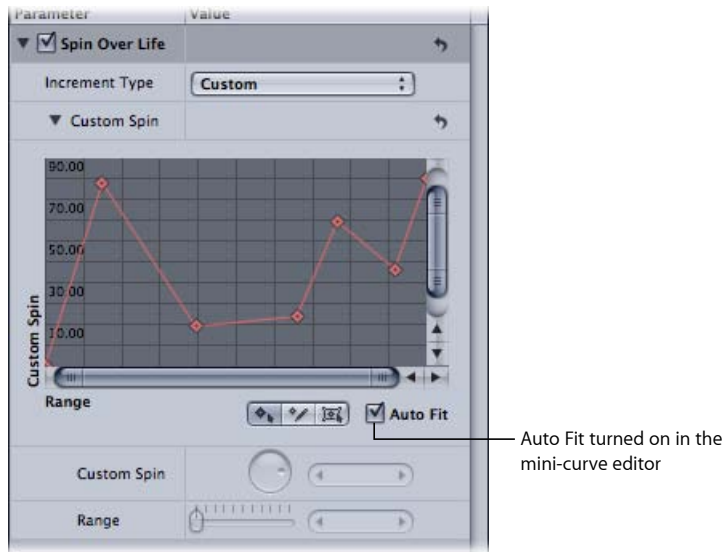 Parameter Value
Spin Over Life
Increment Type Custom
Custom Spin
90.00
70.00
50.00
30.00
10.00
Custom Spin
Range
Auto Fit
Auto Fit turned on in the
mini-curve editor
Custom Spin
Range